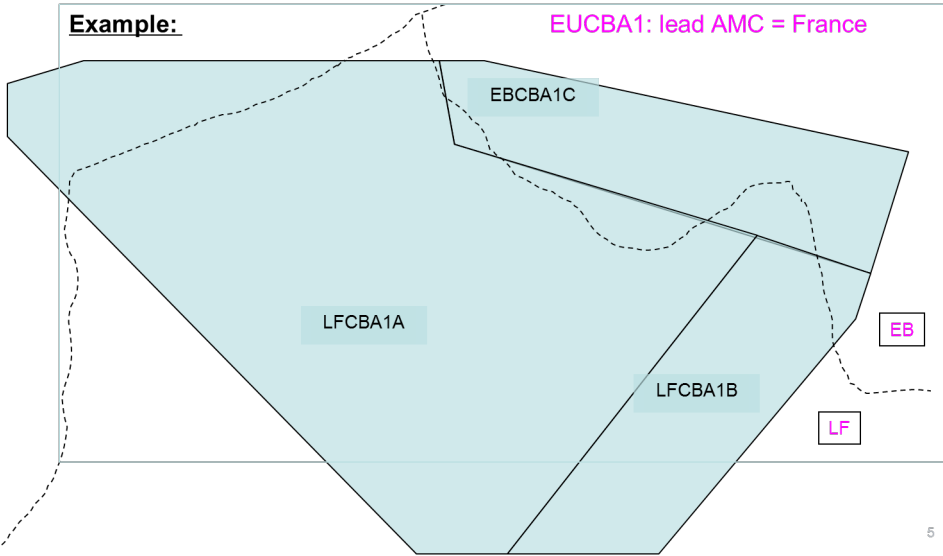 Example:
EUCBA1: lead AMC = France
EBCBA1C
LFCBA1A
EB
LFCBA1B
LF
5